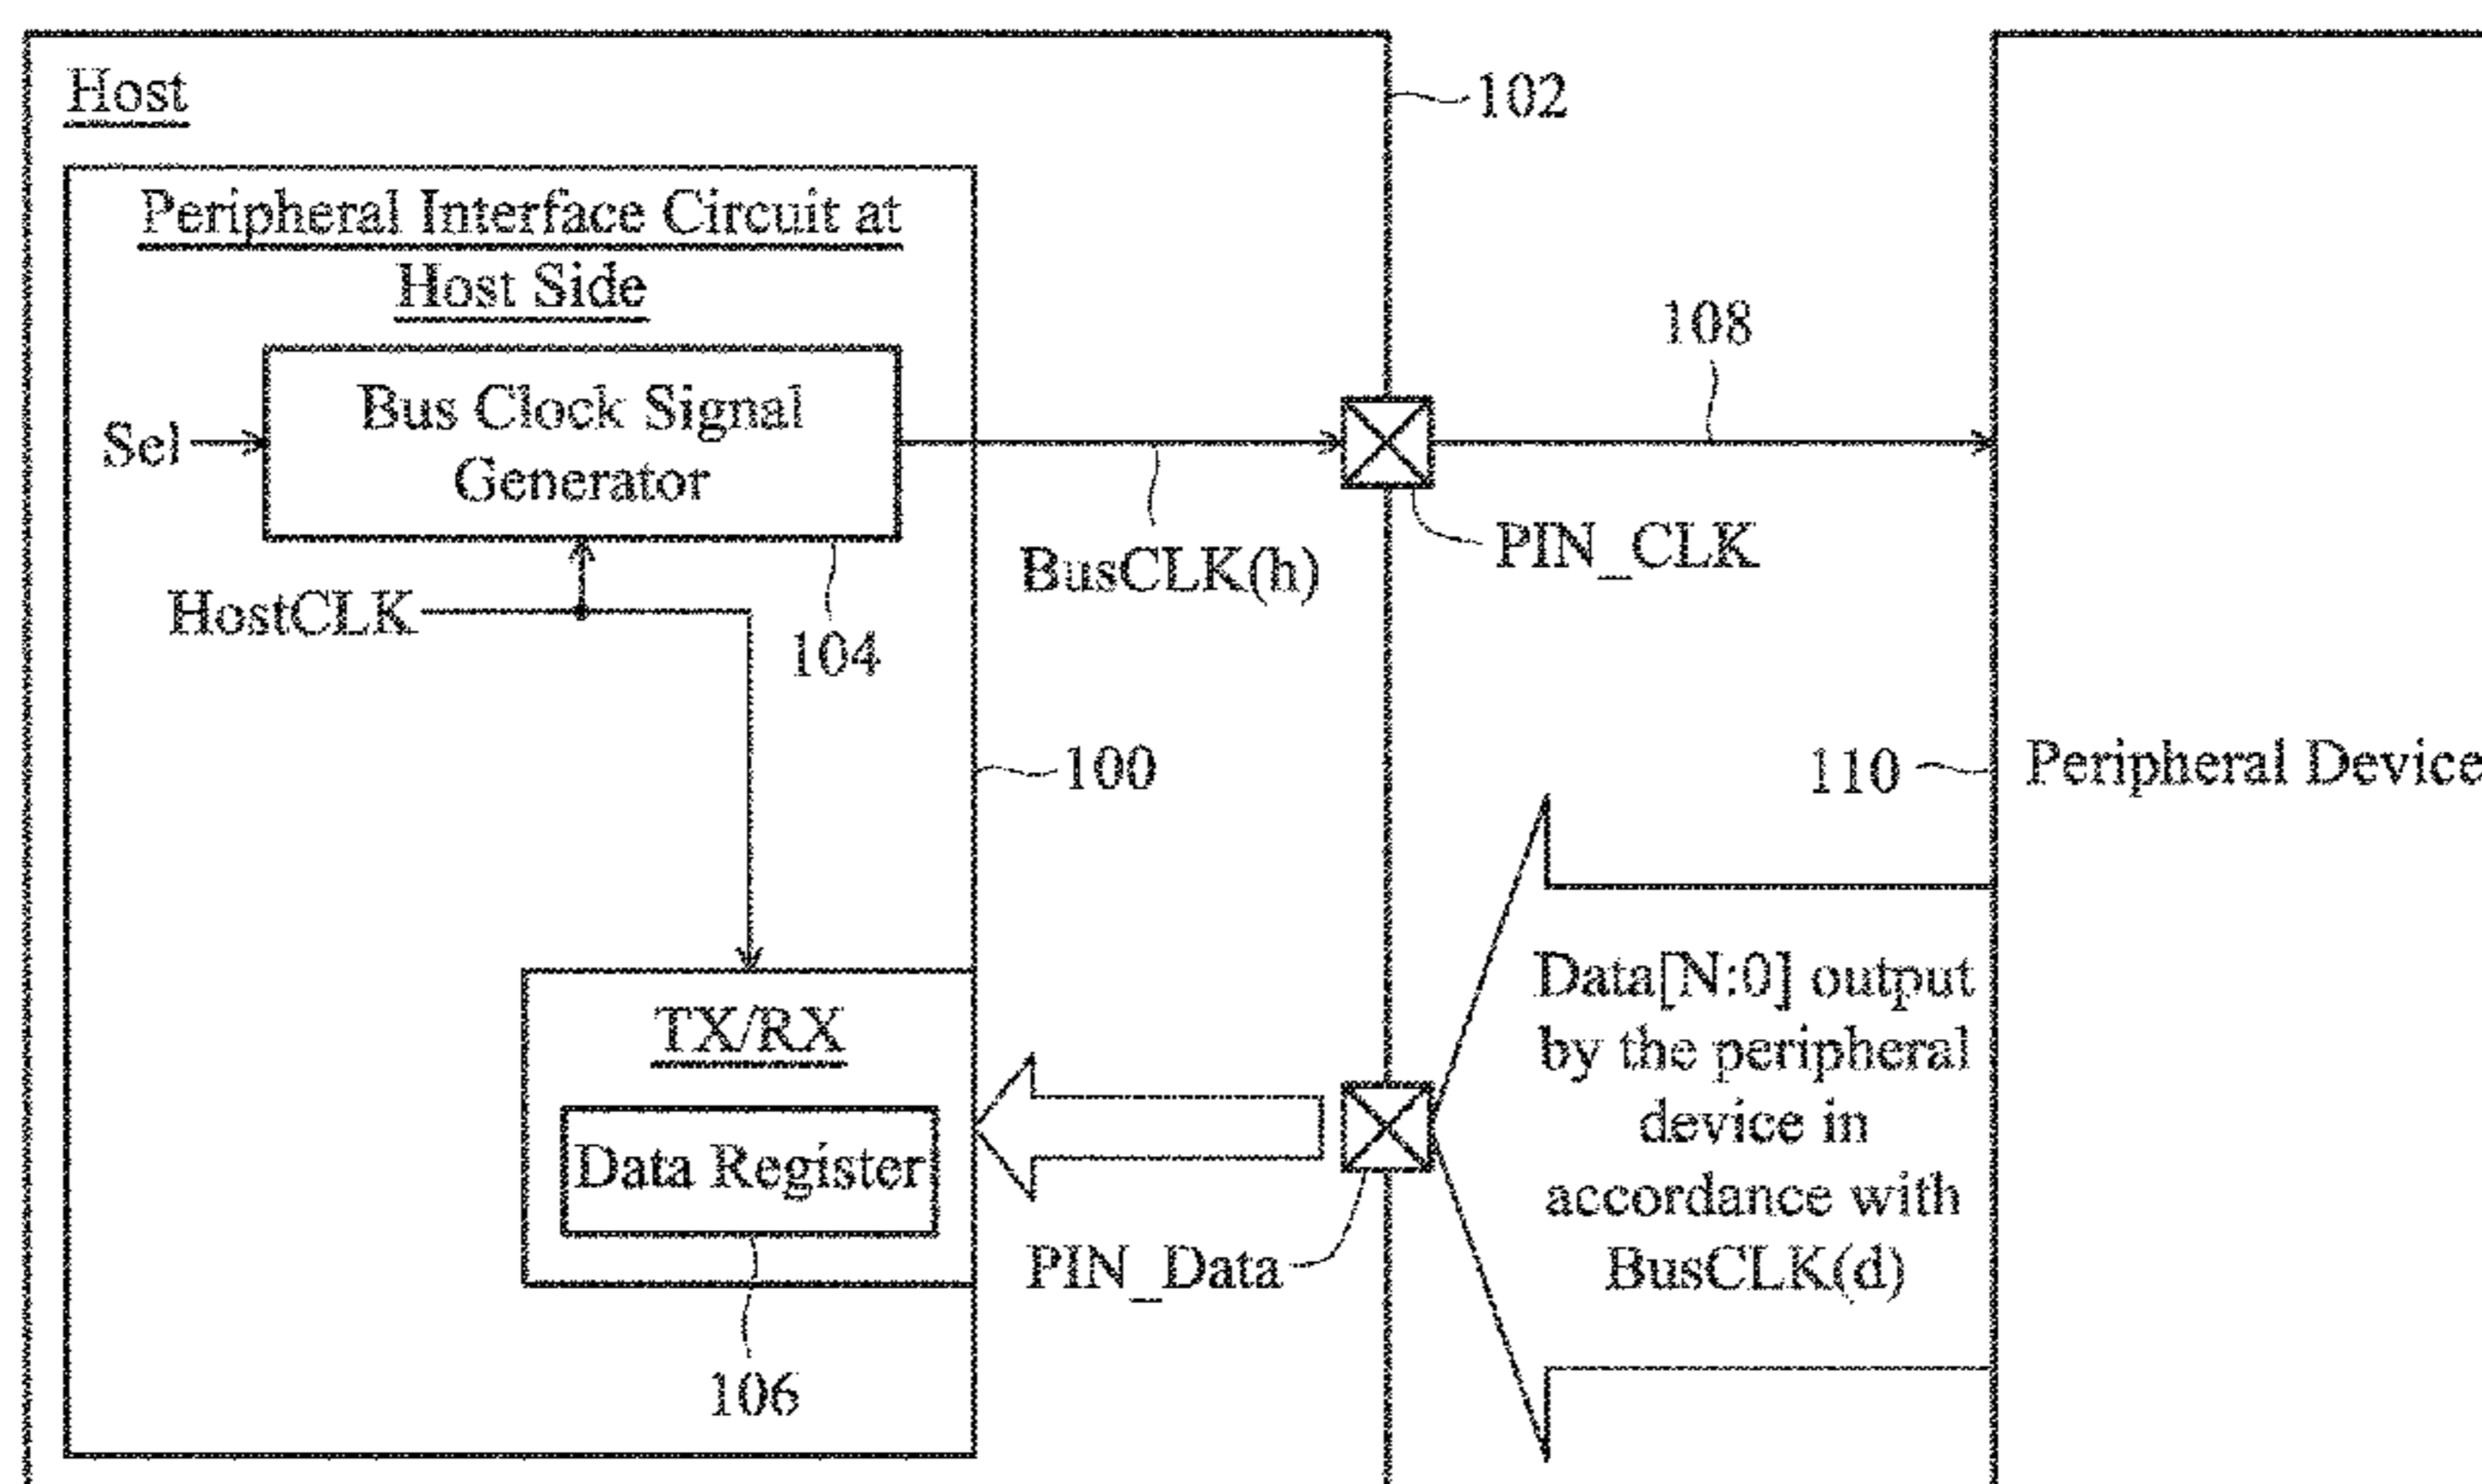 Host
102
Peripheral Interface Circuit at
Host Side
108
Bus Clock Signal
Generator
Sel
BusCLK(h)
PIN_CLK
HostCLK
104
100
110
Peripheral Device
TX/RX
Data Register
106
PIN_Data
Data[N:0] output
by the peripheral
device in
accordance with
BusCLK(d)